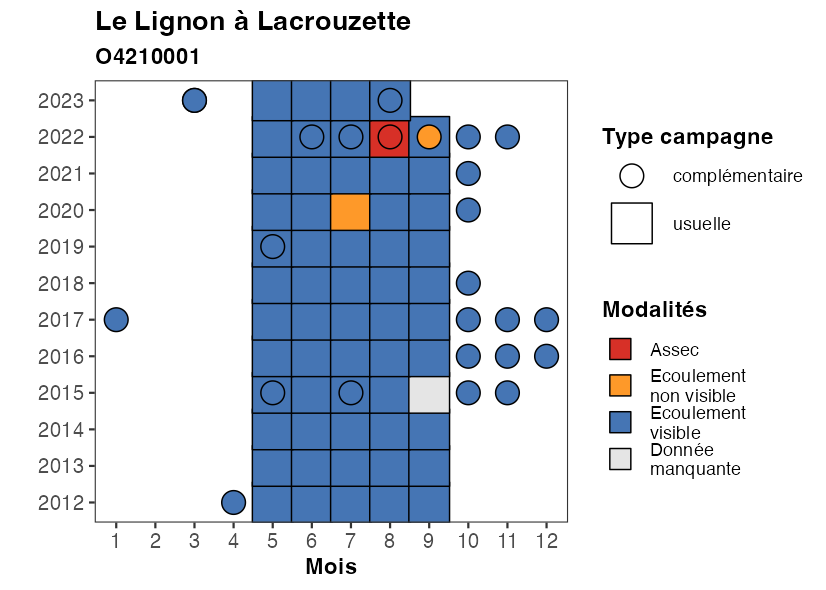 Le Lignon à Lacrouzette
O4210001
2023
2022
2021
2020
2019
2018
2017
2016
2015
2014
2013
2012
1 2 3 4 5 6 7 8 9 10 11 12
Mois
Type campagne
complémentaire
usuelle
Modalités
Assec
Ecoulement
non visible
Ecoulement
visible
Donnée
manquante